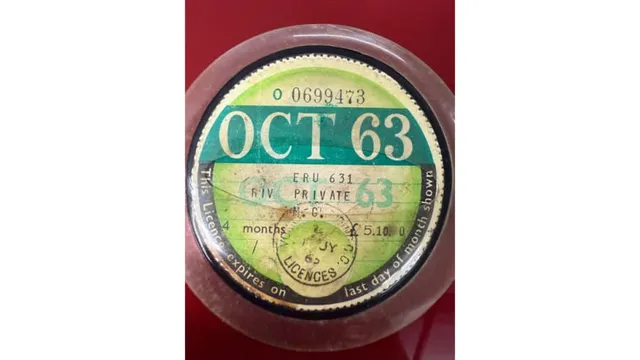 O 0699473
OCT 63
ERU 631
OCT 63
RIV PRIVATE
M.G.
4 months £ 5.10. 0
LICENCES
This Licence expires on last day of month shown